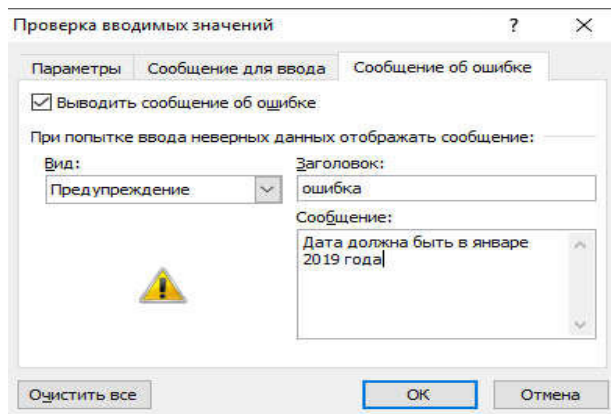 Проверка вводимых значений
Параметры
Сообщение для ввода
Сообщение об ошибке
Выводить сообщение об ошибке
При попытке ввода неверных данных отображать сообщение:
Вид:
Заголовок:
Предупреждение
ошибка
Сообщение:
Дата должна быть в январе
2019 года
Очистить все
ОК
Отмена